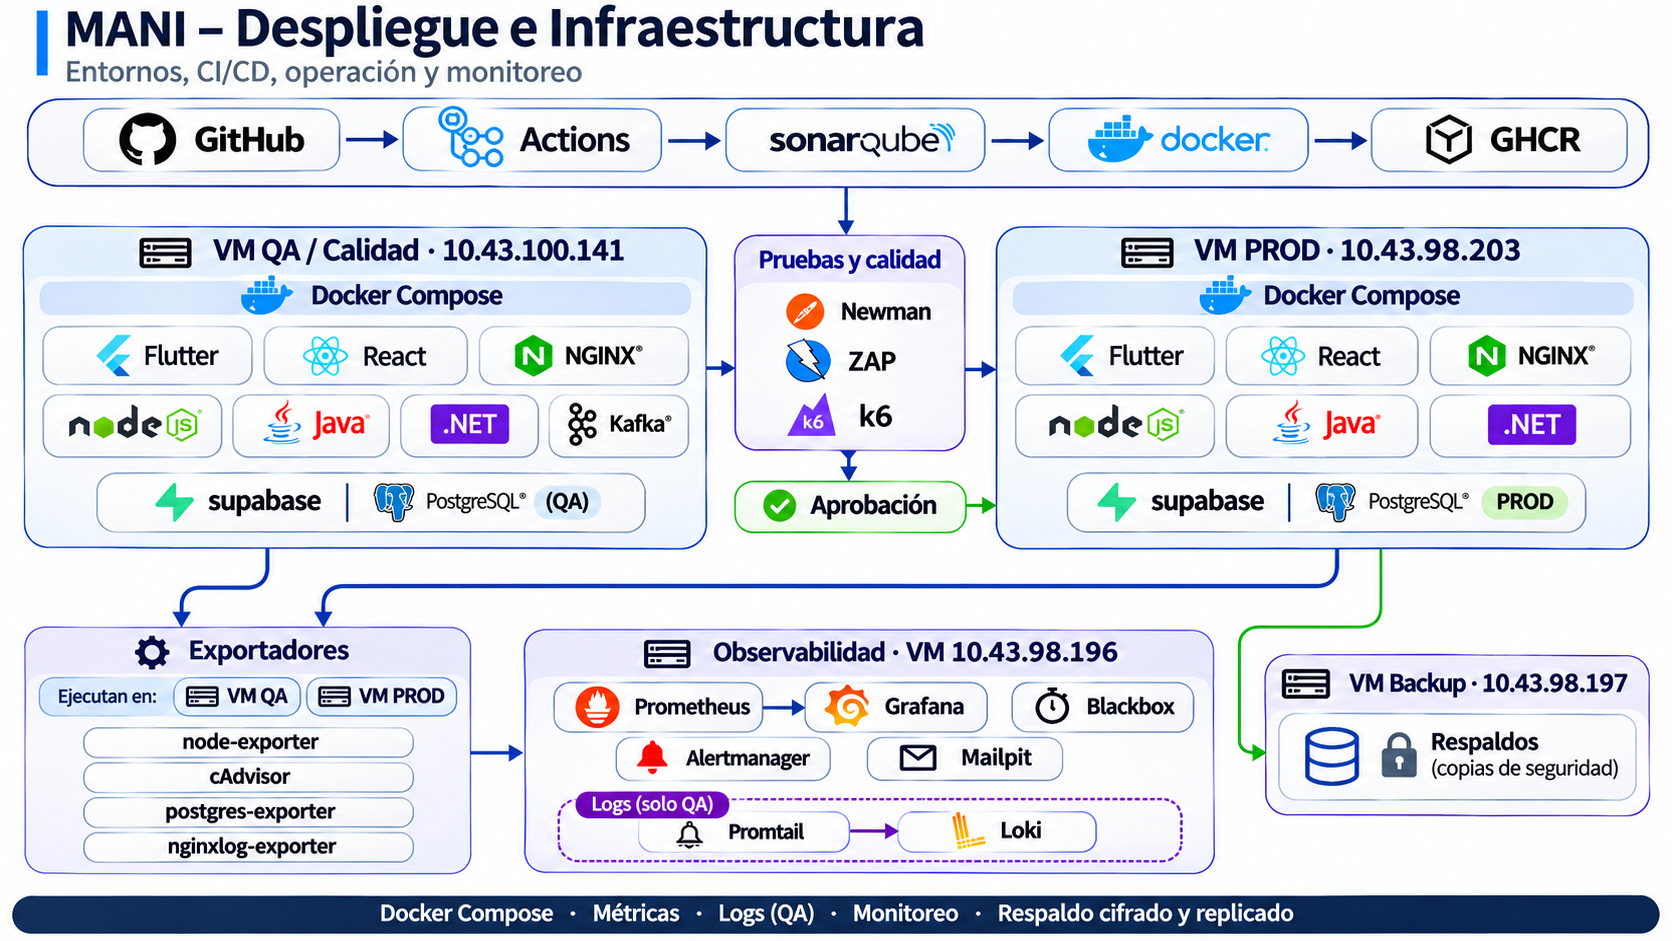 MANI – Despliegue e Infraestructura
Entornos, CI/CD, operación y monitoreo
GitHub
Actions
sonarqube
docker
GHCR
VM QA / Calidad · 10.43.100.141
Docker Compose
Flutter
React
N
NGINX®
node
JS
Java®
.NET
Kafka®
supabase
PostgreSQL®
(QA)
Pruebas y calidad
Newman
ZAP
k6
k6
Aprobación
VM PROD · 10.43.98.203
Docker Compose
Flutter
React
N
NGINX®
node
JS
Java®
.NET
supabase
PostgreSQL®
PROD
Exportadores
Ejecutan en:
VM QA
VM PROD
node-exporter
cAdvisor
postgres-exporter
nginxlog-exporter
Observabilidad · VM 10.43.98.196
Prometheus
Grafana
Blackbox
Alertmanager
Mailpit
Logs (solo QA)
Promtail
Loki
VM Backup · 10.43.98.197
Respaldos
(copias de seguridad)
Docker Compose · Métricas · Logs (QA) · Monitoreo · Respaldo cifrado y replicado